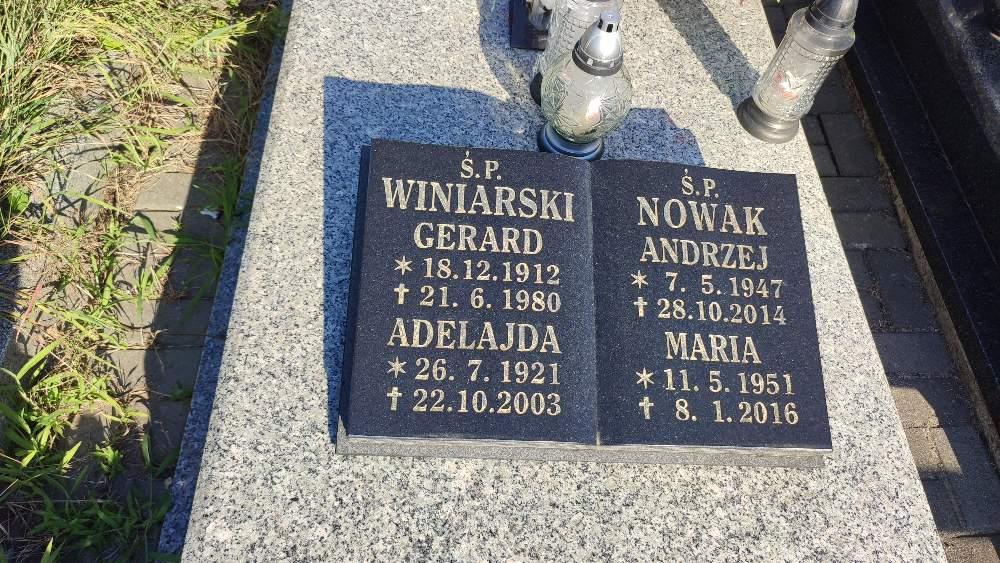 Ś.P.
WINIARSKI
GERARD
* 18.12.1912
† 21. 6. 1980
ADELAJDA
* 26. 7. 1921
† 22.10.2003
Ś.P.
NOWAK
ANDRZEJ
* 7. 5. 1947
† 28.10.2014
MARIA
* 11. 5. 1951
† 8. 1. 2016